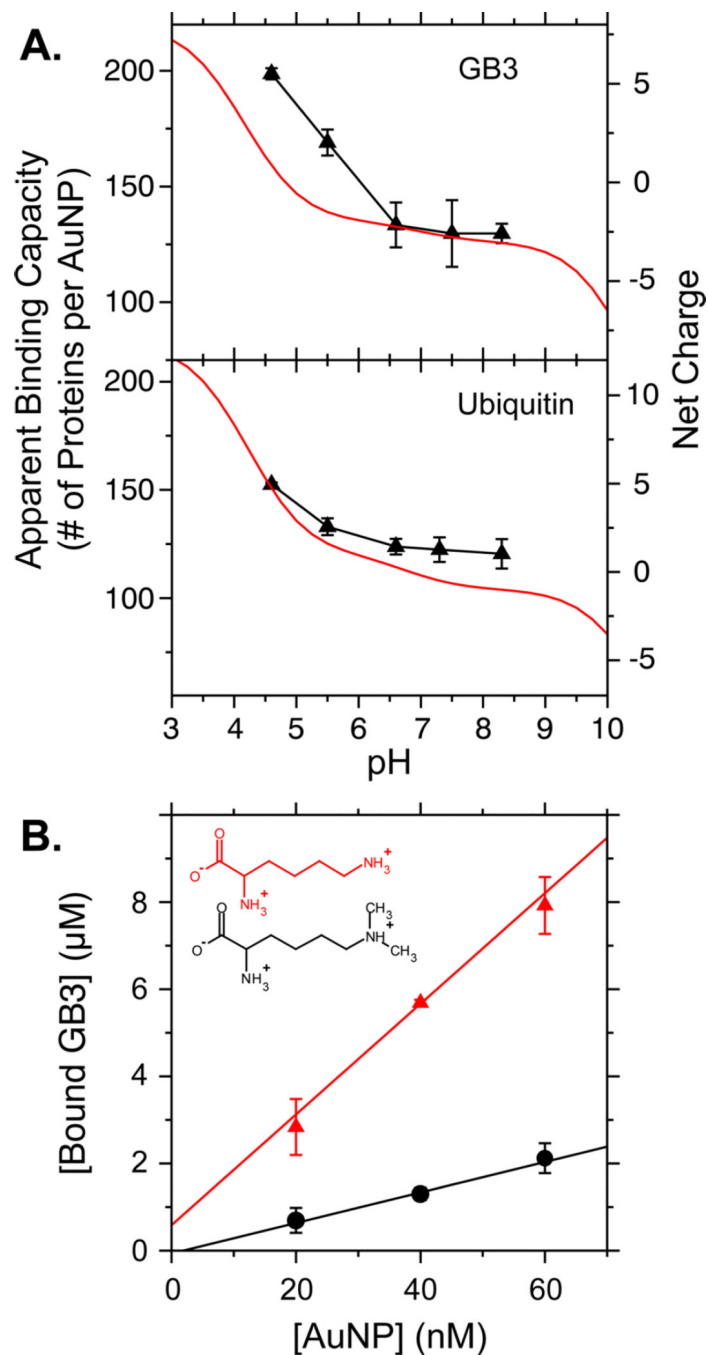 A.
GB3
200
150
100
5
0
-5
Apparent Binding Capacity
(# of Proteins per AuNP)
Net Charge
Ubiquitin
200
150
100
10
5
0
-5
3 4 5 6 7 8 9 10
pH
B.
O
O-
NH3
+
NH3
+
O
O-
NH3
+
CH3
NH+
CH3
[Bound GB3] (μM)
8
6
4
2
0
0 20 40 60
[AuNP] (nM)